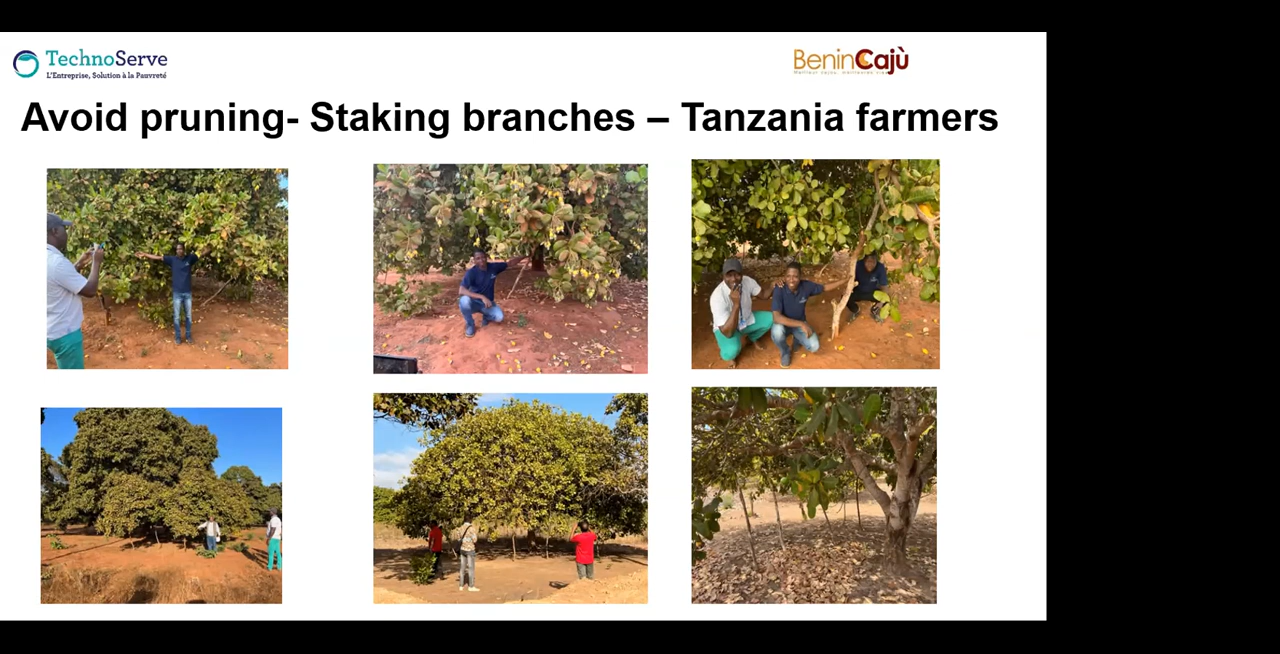 TechnoServe
L'Entreprise, Solution à la Pauvreté
BeninCajù
Avoid pruning- Staking branches – Tanzania farmers